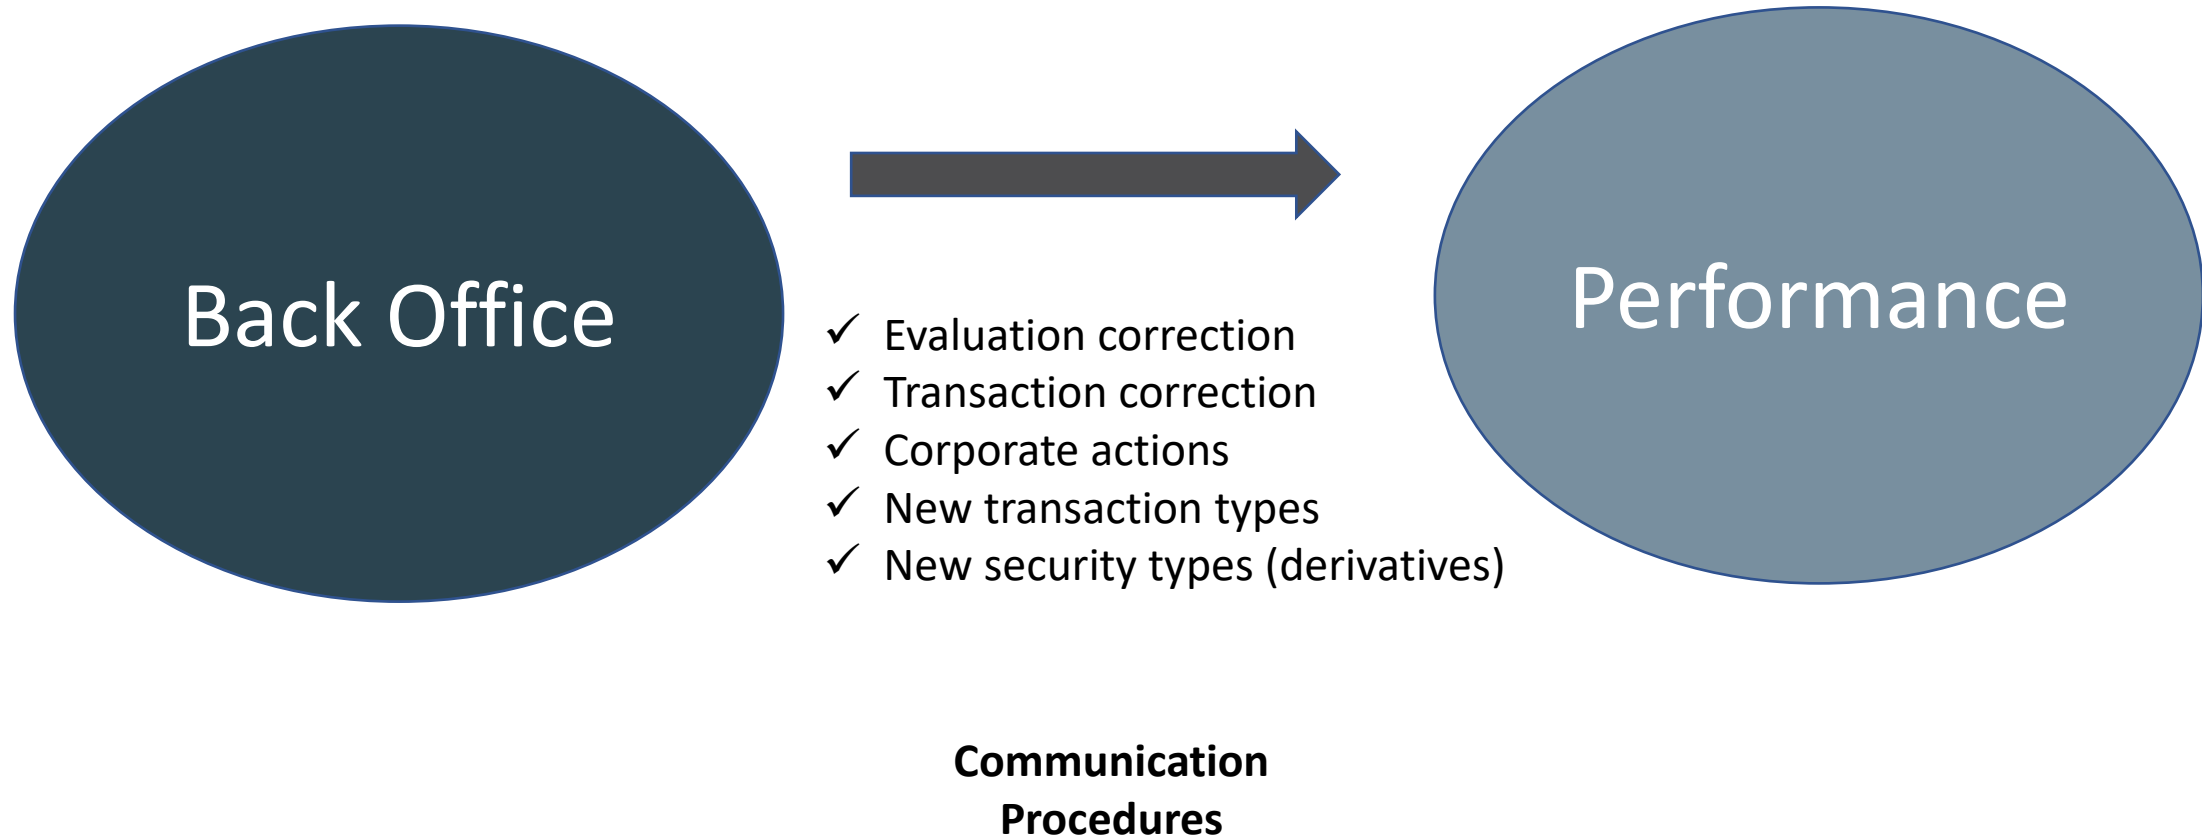 Back Office
Performance
✓ Evaluation correction
✓ Transaction correction
✓ Corporate actions
✓ New transaction types
✓ New security types (derivatives)
Communication
Procedures